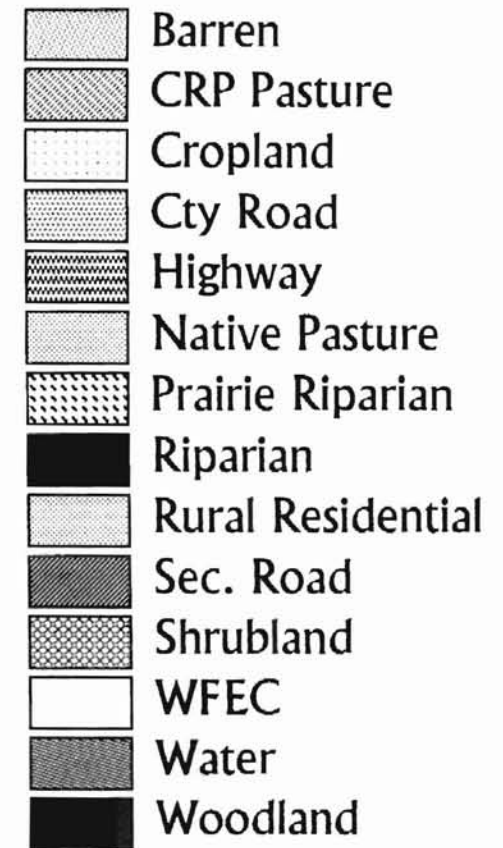 Barren
CRP Pasture
Cropland
Cty Road
Highway
Native Pasture
Prairie Riparian
Riparian
Rural Residential
Sec. Road
Shrubland
WFEC
Water
Woodland